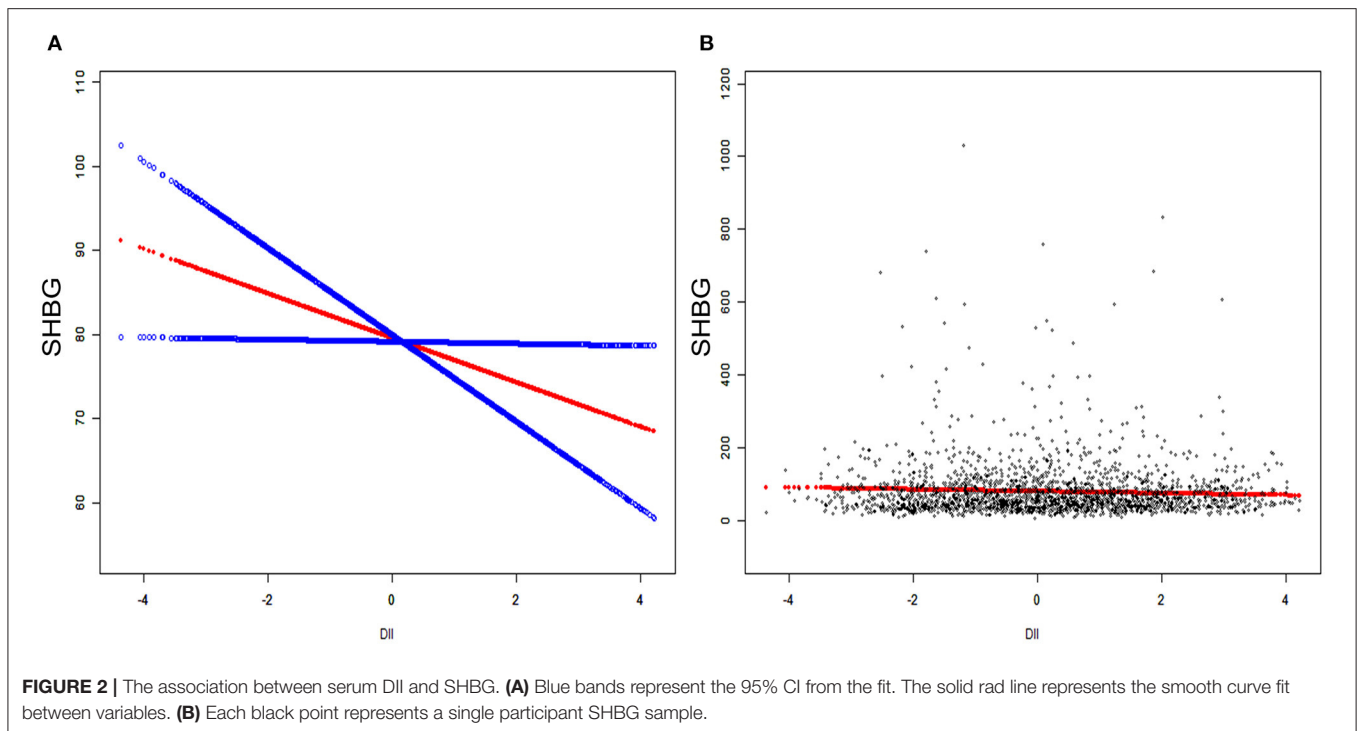 A
SHBG
110
100
90
80
70
60
-4
-2
0
2
4
DII
B
SHBG
1200
1000
800
600
400
200
0
-4
-2
0
2
4
DII
FIGURE 2 | The association between serum DII and SHBG. (A) Blue bands represent the 95% CI from the fit. The solid rad line represents the smooth curve fit
between variables. (B) Each black point represents a single participant SHBG sample.